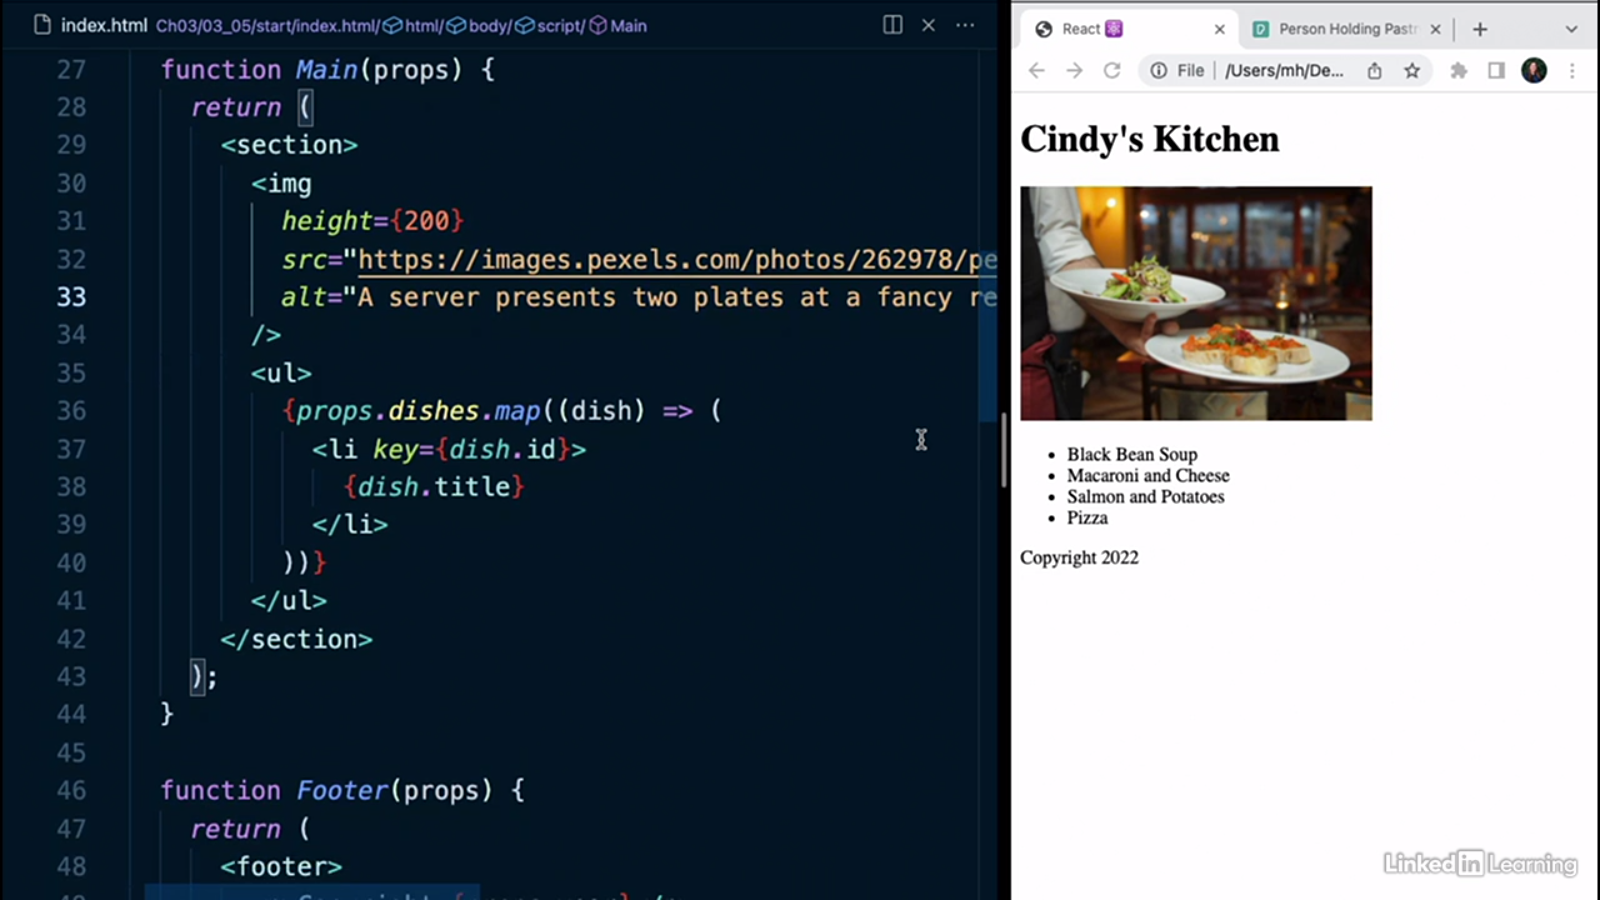 index.html Ch03/03_05/start/index.html/ html/ body/ script/ Main
27 function Main(props) {
28 return (
29 <section>
30 <img
31 height={200}
32 src="https://images.pexels.com/photos/262978/pe
33 alt="A server presents two plates at a fancy re
34 />
35 <ul>
36 {props.dishes.map((dish) => (
37 <li key={dish.id}>
38 {dish.title}
39 </li>
40 ))}
41 </ul>
42 </section>
43 );
44 }
45
46 function Footer(props) {
47 return (
48 <footer>
React
Person Holding Pastr
File /Users/mh/De...
Cindy's Kitchen
• Black Bean Soup
• Macaroni and Cheese
• Salmon and Potatoes
• Pizza
Copyright 2022
LinkedIn Learning